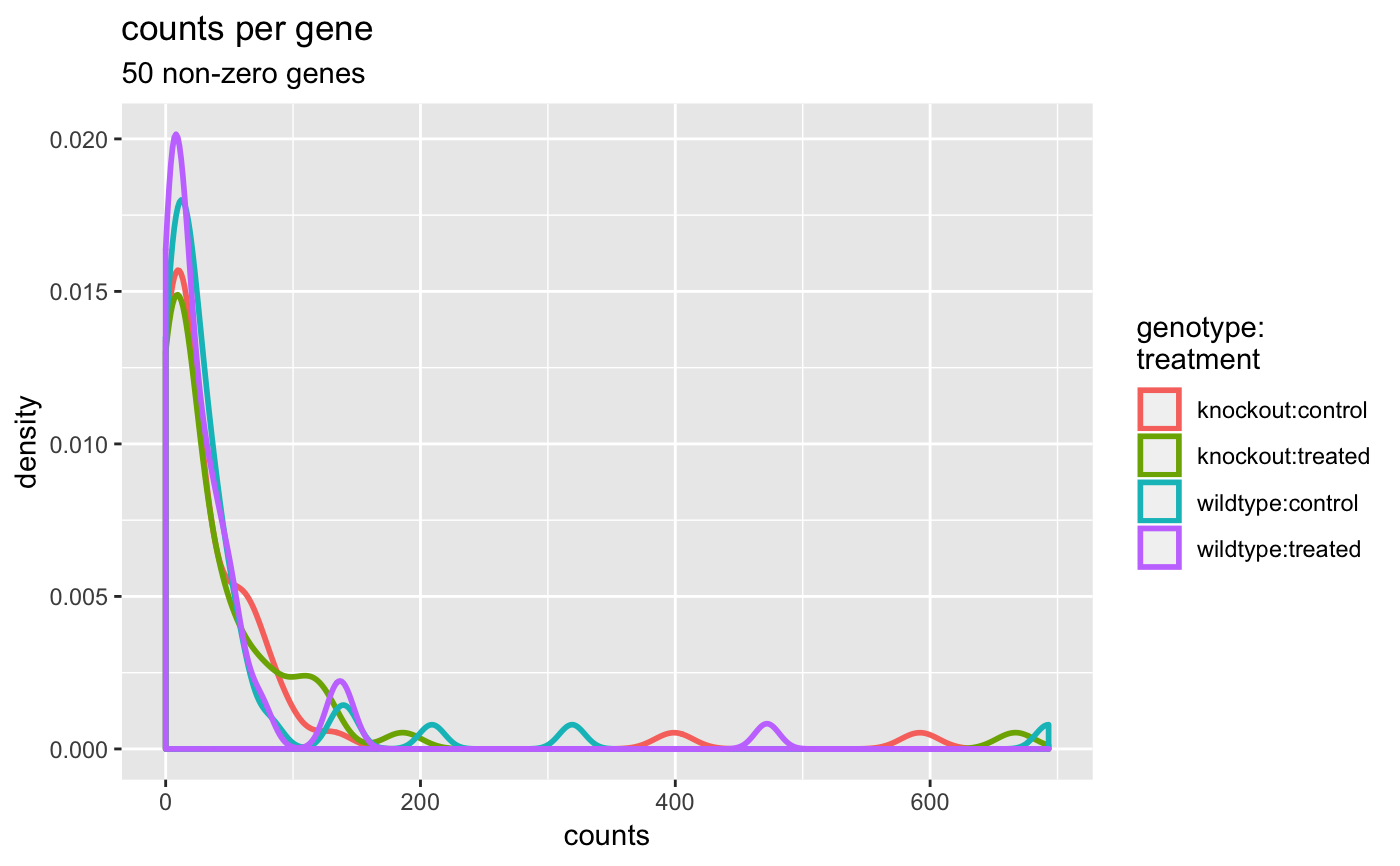 counts per gene
50 non-zero genes
0.020
0.015
0.010
0.005
0.000
density
0 200 400 600
counts
genotype:
treatment
knockout:control
knockout:treated
wildtype:control
wildtype:treated